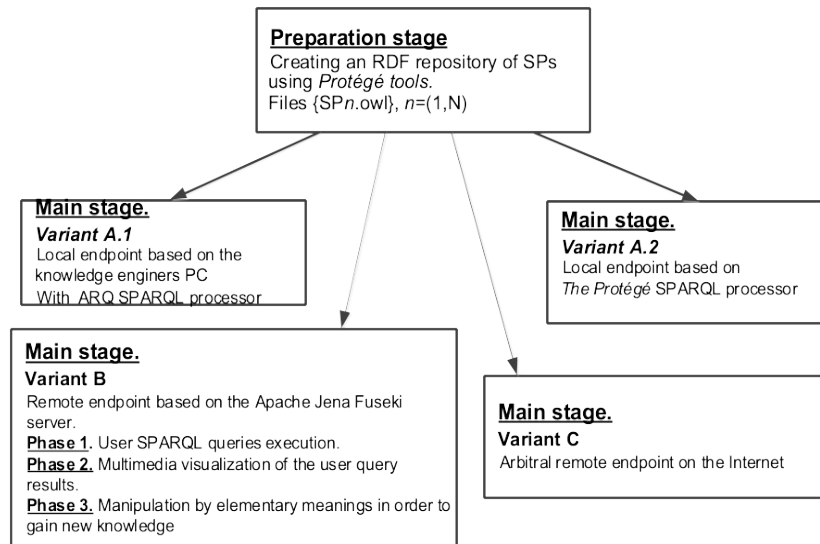 Preparation stage
Creating an RDF repository of SPs
using Protégé tools.
Files {SPn.owl}, n=(1,N)
Main stage.
Variant A.1
Local endpoint based on the
knowledge enginers PC
With ARQ SPARQL processor
Main stage.
Variant A.2
Local endpoint based on
The Protégé SPARQL processor
Main stage.
Variant B
Remote endpoint based on the Apache Jena Fuseki
server.
Phase 1. User SPARQL queries execution.
Phase 2. Multimedia visualization of the user query
results.
Phase 3. Manipulation by elementary meanings in order to
gain new knowledge
Main stage.
Variant C
Arbitral remote endpoint on the Internet